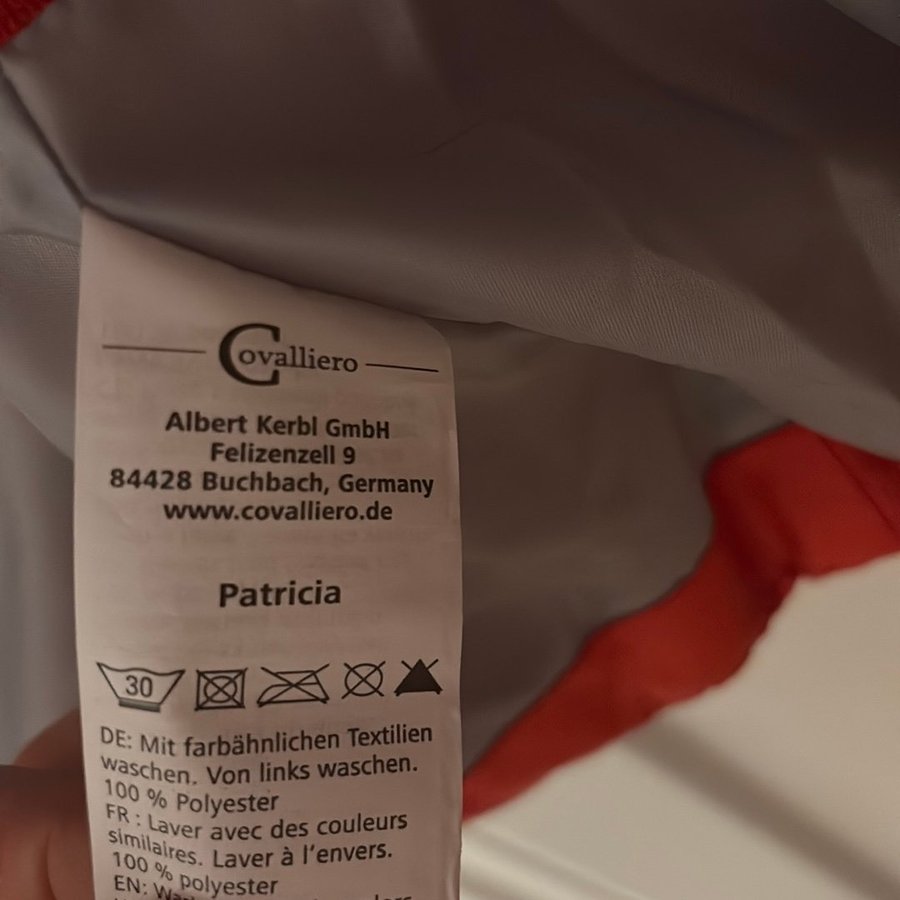 Covalliero
Albert Kerbl GmbH
Felizenzell 9
84428 Buchbach, Germany
www.covalliero.de
Patricia
30
DE: Mit farbähnlichen Textilien
waschen. Von links waschen.
100 % Polyester
FR : Laver avec des couleurs
similaires. Laver à l'envers.
100 % polyester
EN: